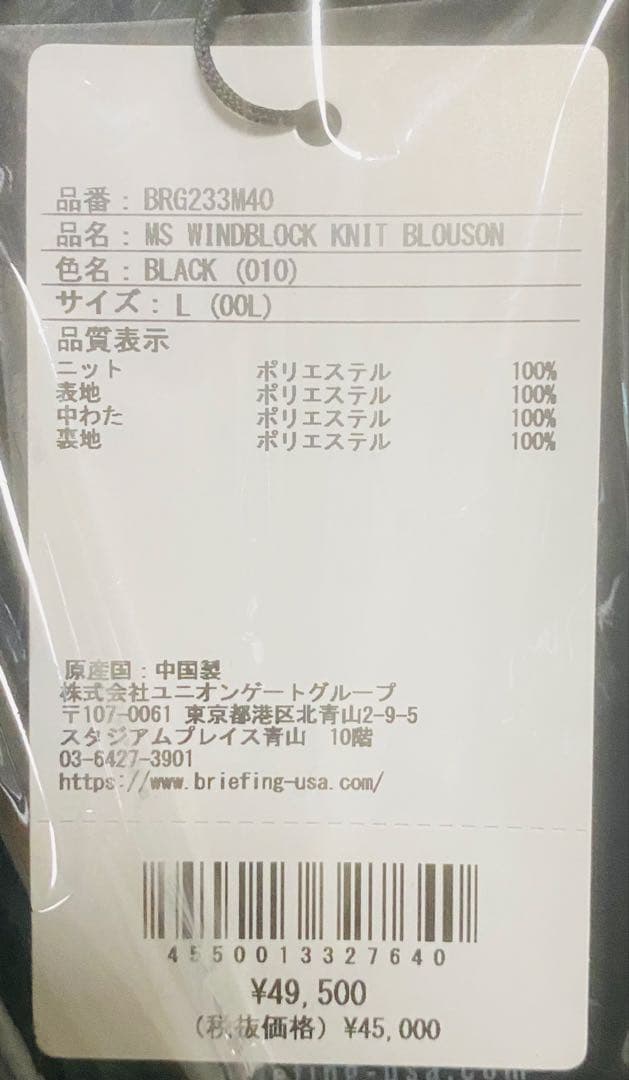 品番：BRG233M40
品名：MS WINDBLOCK KNIT BLOUSON
色名：BLACK (010)
サイズ：L (00L)
品質表示
ニット ポリエステル 100%
表地 ポリエステル 100%
中わた ポリエステル 100%
裏地 ポリエステル 100%
原産国：中国製
株式会社ユニオンゲートグループ
〒107-0061 東京都港区北青山2-9-5
スタジアムプレイス青山 10階
03-6427-3901
https://www.briefing-usa.com/
4550013327640
¥49,500
(税抜価格) ¥45,000